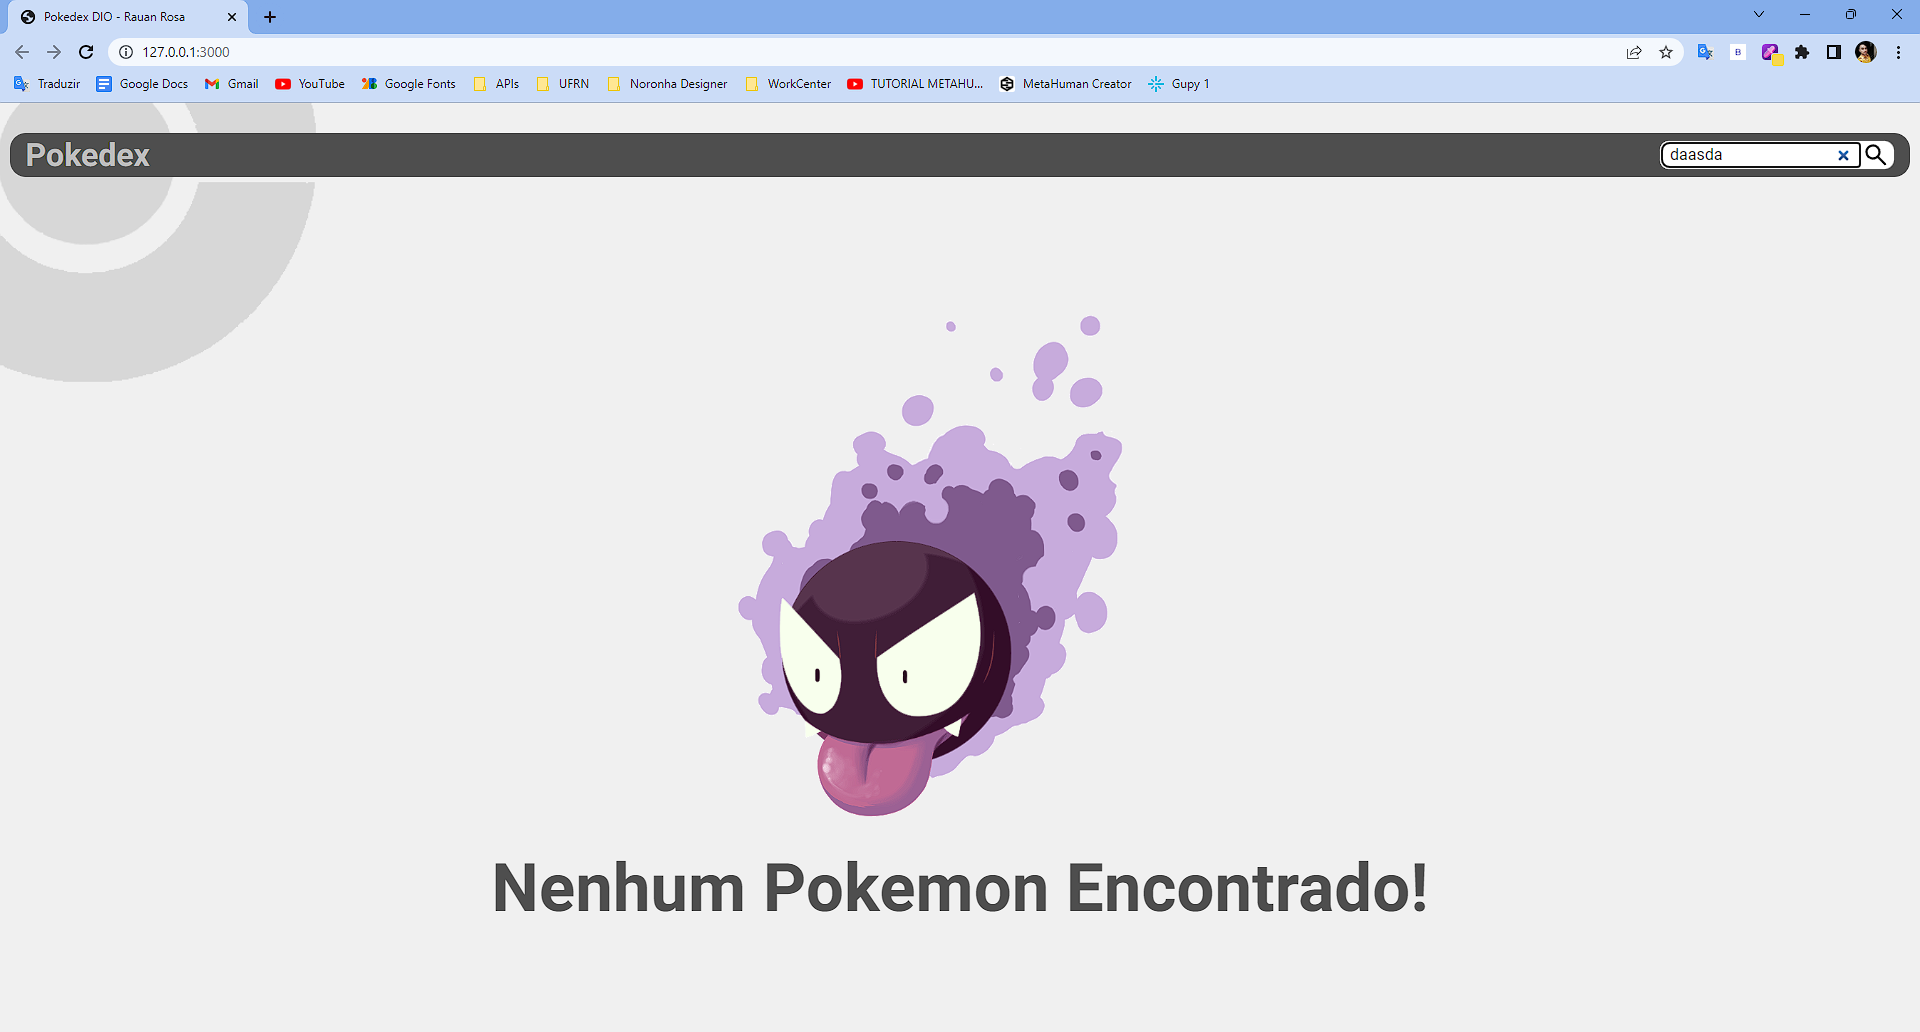 Pokedex DIO - Rauan Rosa
127.0.0.1:3000
B
Traduzir
Google Docs
Gmail
YouTube
Google Fonts
APIs
UFRN
Noronha Designer
WorkCenter
TUTORIAL METAHU...
MetaHuman Creator
Gupy 1
Pokedex
daasda
Nenhum Pokemon Encontrado!